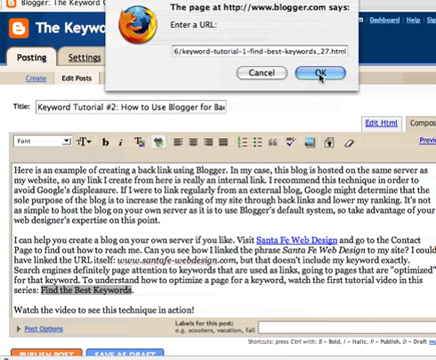 The page at http://www.blogger.com says:
Enter a URL:
6/keyword-tutorial-1-find-best-keywords_27.html
Cancel OK
The Keywo
Dashboard Help Sig
Posting Settings
Create Edit Posts
Title: Keyword Tutorial #2: How to Use Blogger for Ba
Edit Html Compos
Font T b i T Previ
Here is an example of creating a back link using Blogger. In my case, this blog is hosted on the same server as
my website, so any link I create from here is really an internal link. I recommend this technique in order to
avoid Google's displeasure. If I were to link regularly from an external blog, Google might determine that the
sole purpose of the blog is to increase the ranking of my site through back links and lower my ranking. It's not
as simple to host the blog on your own server as it is to use Blogger's default system, so take advantage of your
web designer's expertise on this point.
I can help you create a blog on your own server if you like. Visit Santa Fe Web Design and go to the Contact
Page to find out how to reach me. Can you see how I linked the phrase Santa Fe Web Design to my site? I could
have linked the URL itself: www.santafe-webdesign.com, but that doesn't include my keyword exactly.
Search engines definitely page attention to keywords that are used as links, going to pages that are "optimized"
for that keyword. To understand how to optimize a page for a keyword, watch the first tutorial video in this
series: Find the Best Keywords.
Watch the video to see this technique in action!
Post Options Labels for this post:
e.g. scooters, vacation, fall
Shortcuts: press Ctrl with: B = Bold, I = Italic, P = Publish, D = Draft
PUBLISH POST SAVE AS DRAFT